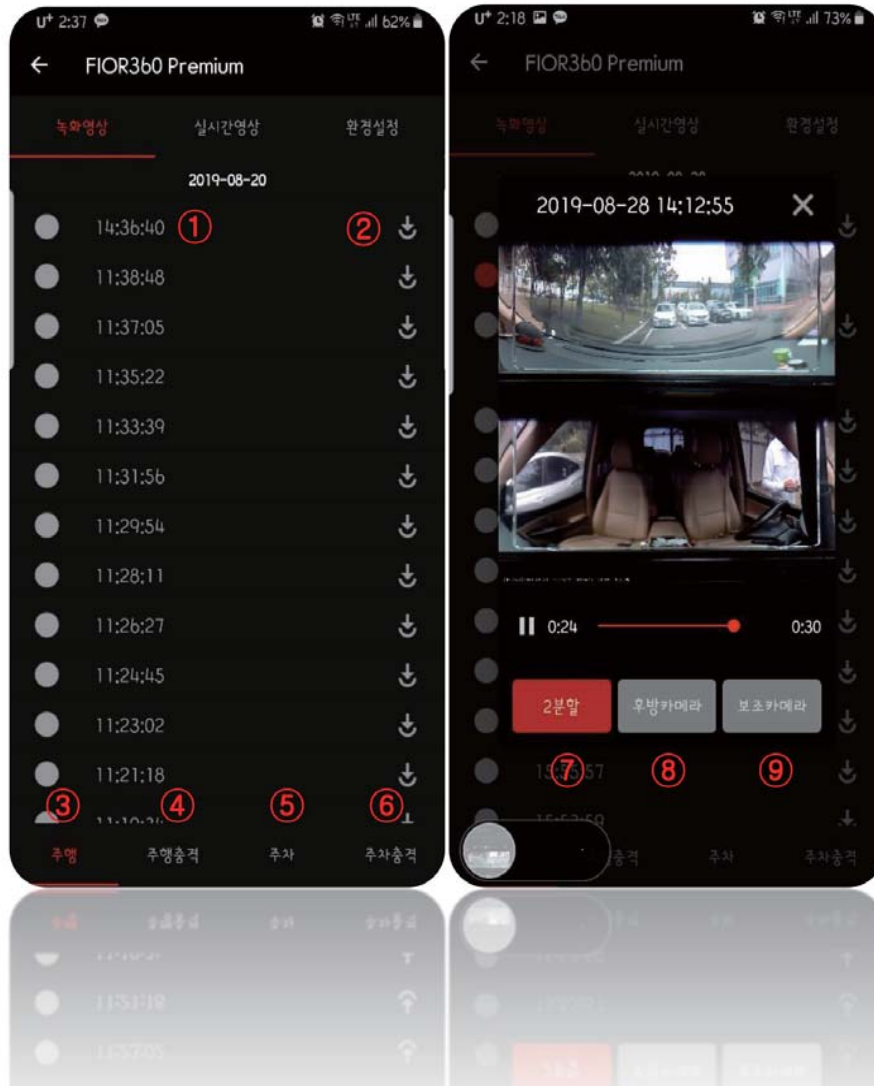 U+ 2:37 62%
FIOR360 Premium
녹화영상 실시간영상 환경설정
2019-08-20
14:36:40 ① ②
11:38:48
11:37:05
11:35:22
11:33:39
11:31:56
11:29:54
11:28:11
11:26:27
11:24:45
11:23:02
11:21:18
③ ④ ⑤ ⑥
주행 주행충격 주차 주차충격
U+ 2:18 LTE 73%
FIOR360 Premium
녹화영상 실시간영상 환경설정
2019-08-28 14:12:55
0:24 0:30
2분할 후방카메라 보조카메라
⑦ ⑧ ⑨
15:55:57
충격 주차 주차충격